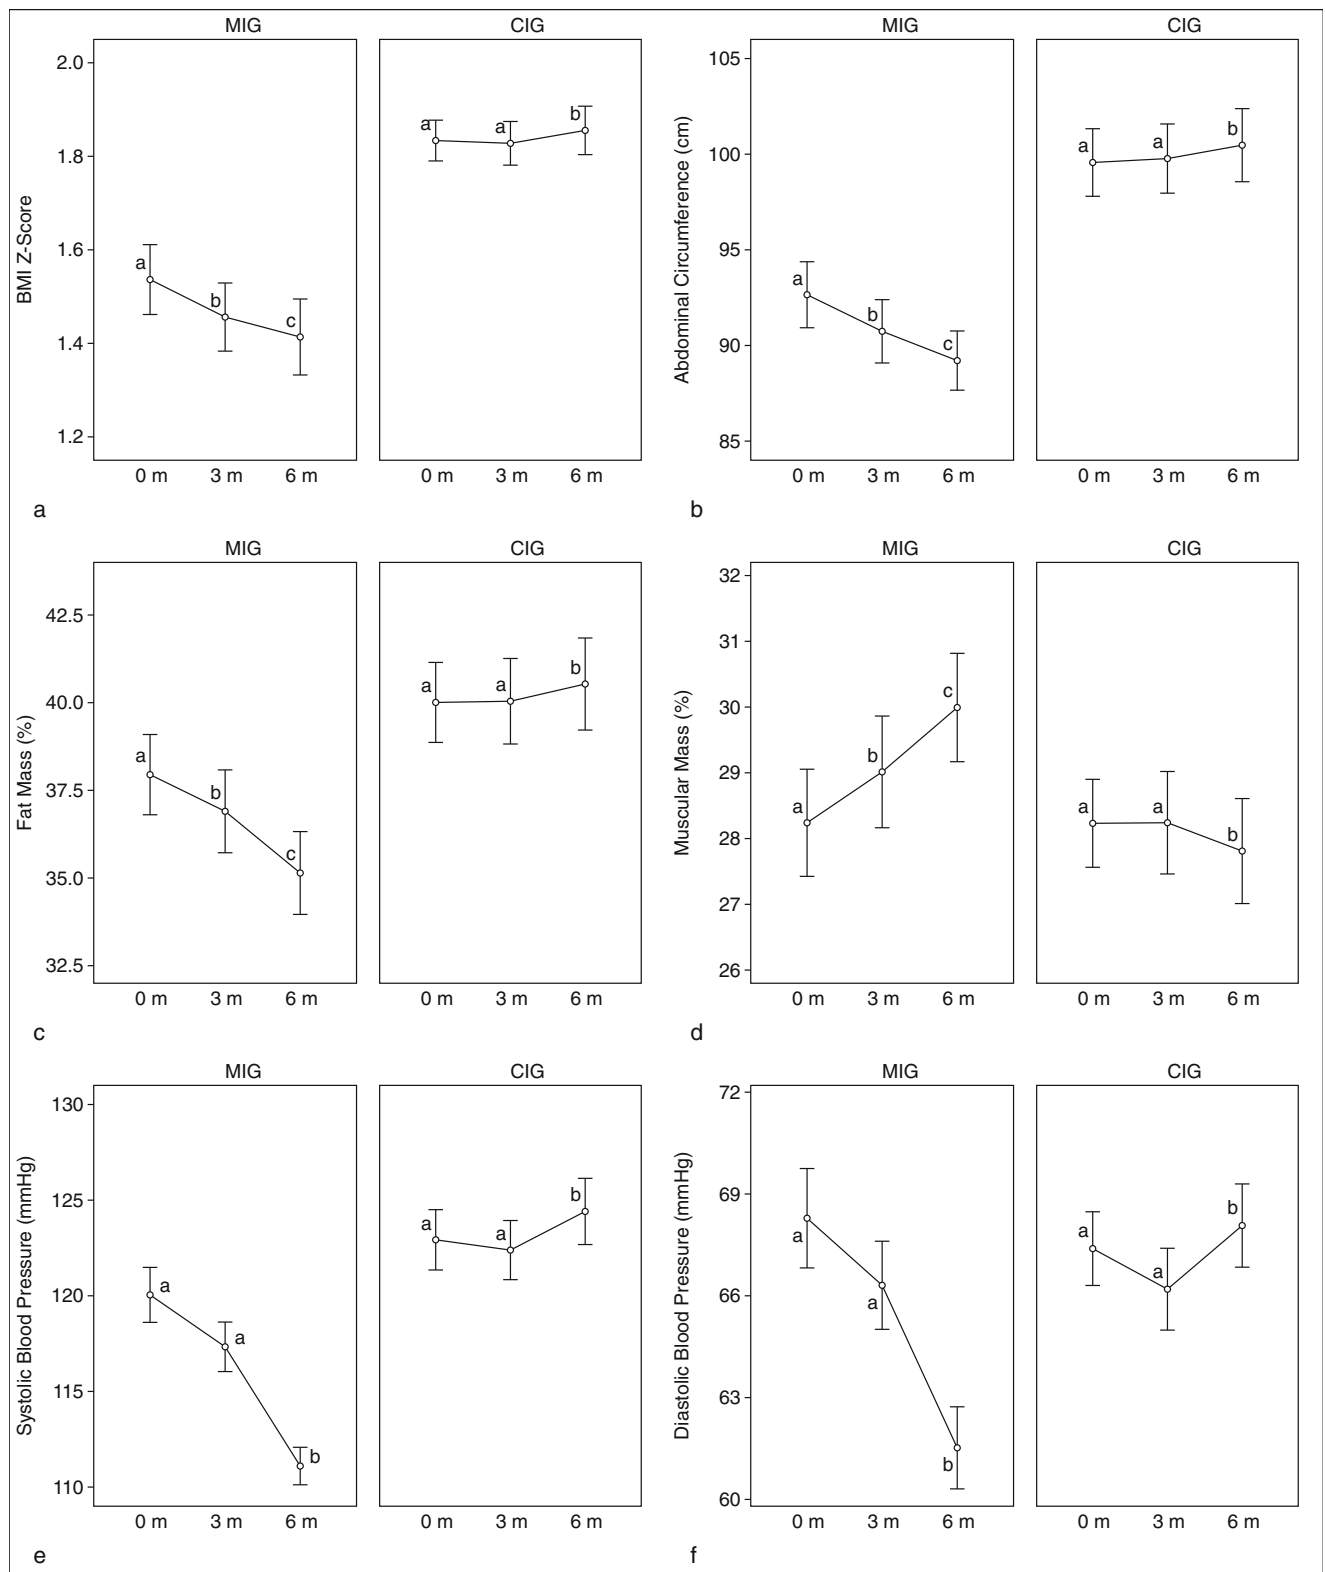 MIG CIG
BMI Z-Score
2.0
1.8
1.6
1.4
1.2
a b c
a a b
0 m 3 m 6 m 0 m 3 m 6 m
a
MIG CIG
Abdominal Circumference (cm)
105
100
95
90
85
a b c
a a b
0 m 3 m 6 m 0 m 3 m 6 m
b
MIG CIG
Fat Mass (%)
42.5
40.0
37.5
35.0
32.5
a b c
a a b
0 m 3 m 6 m 0 m 3 m 6 m
c
MIG CIG
Muscular Mass (%)
32
31
30
29
28
27
26
a b c
a a b
0 m 3 m 6 m 0 m 3 m 6 m
d
MIG CIG
Systolic Blood Pressure (mmHg)
130
125
120
115
110
a a b
a a b
0 m 3 m 6 m 0 m 3 m 6 m
e
MIG CIG
Diastolic Blood Pressure (mmHg)
72
69
66
63
60
a a b
a a b
0 m 3 m 6 m 0 m 3 m 6 m
f